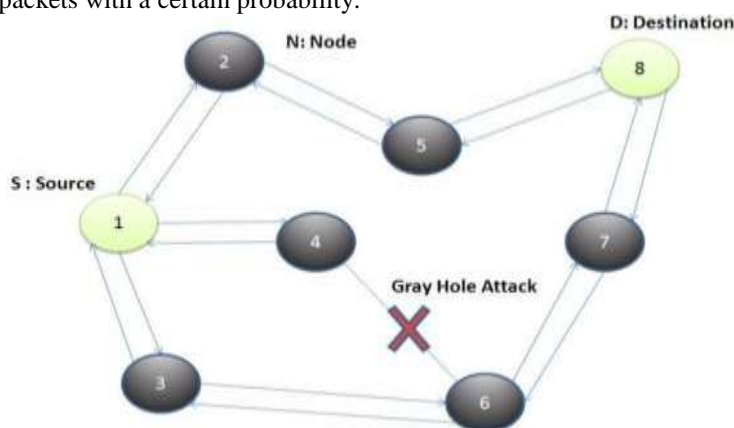 packets with a certain probability.
D: Destination
N: Node
2
8
5
S : Source
1
4
7
Gray Hole Attack
3
6